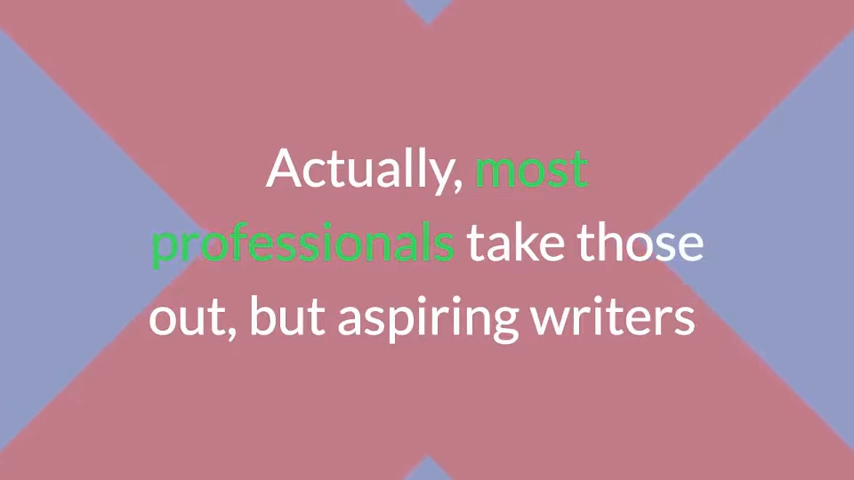 Actually, most
professionals take those
out, but aspiring writers